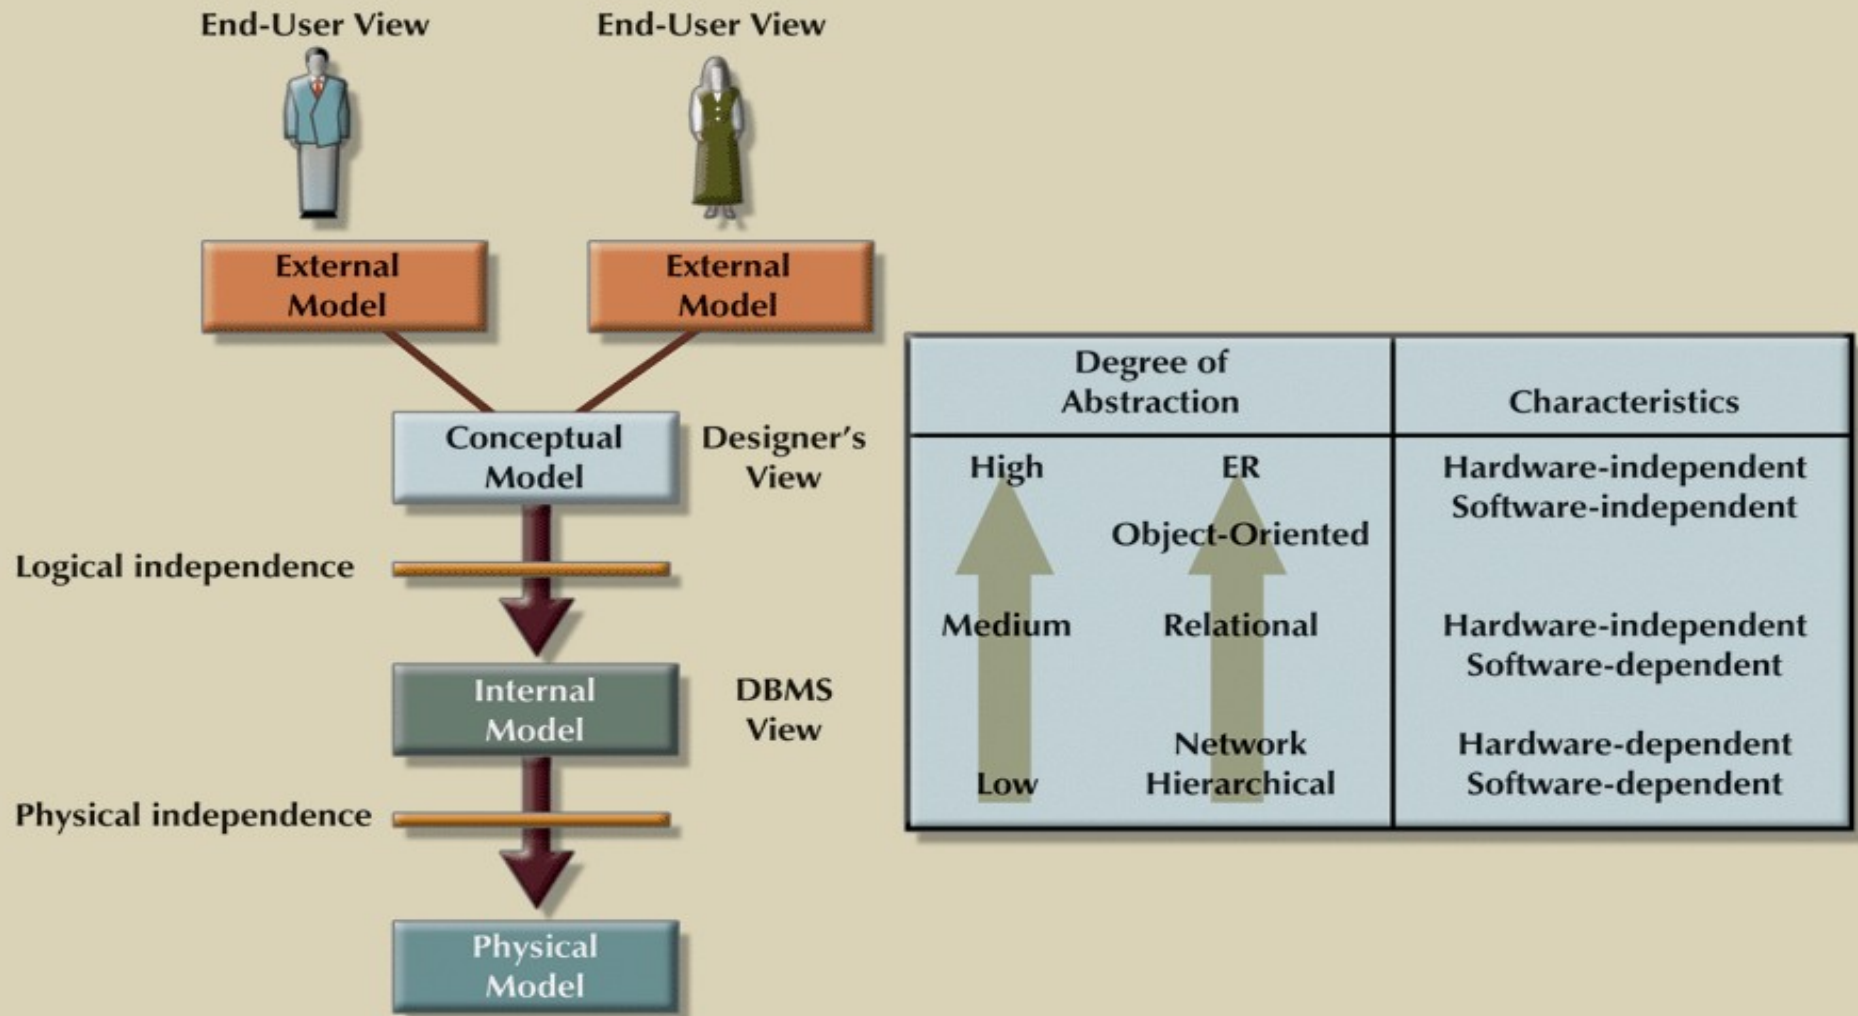 End-User View
End-User View
External
Model
External
Model
Conceptual
Model
Designer's
View
Logical independence
Internal
Model
DBMS
View
Physical independence
Physical
Model
Degree of
Abstraction
Characteristics
High
ER
Hardware-independent
Software-independent
Object-Oriented
Medium
Relational
Hardware-independent
Software-dependent
Low
Network
Hierarchical
Hardware-dependent
Software-dependent